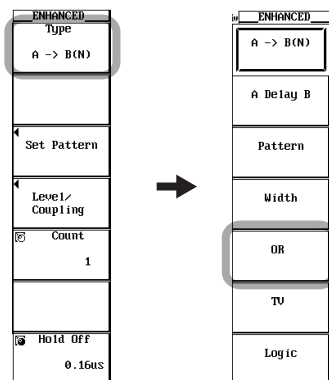 ENHANCED
Type
A -> B(N)
Set Pattern
Level/
Coupling
Count
1
Hold Off
0.16us
ENHANCED
A -> B(N)
A Delay B
Pattern
Width
OR
TV
Logic